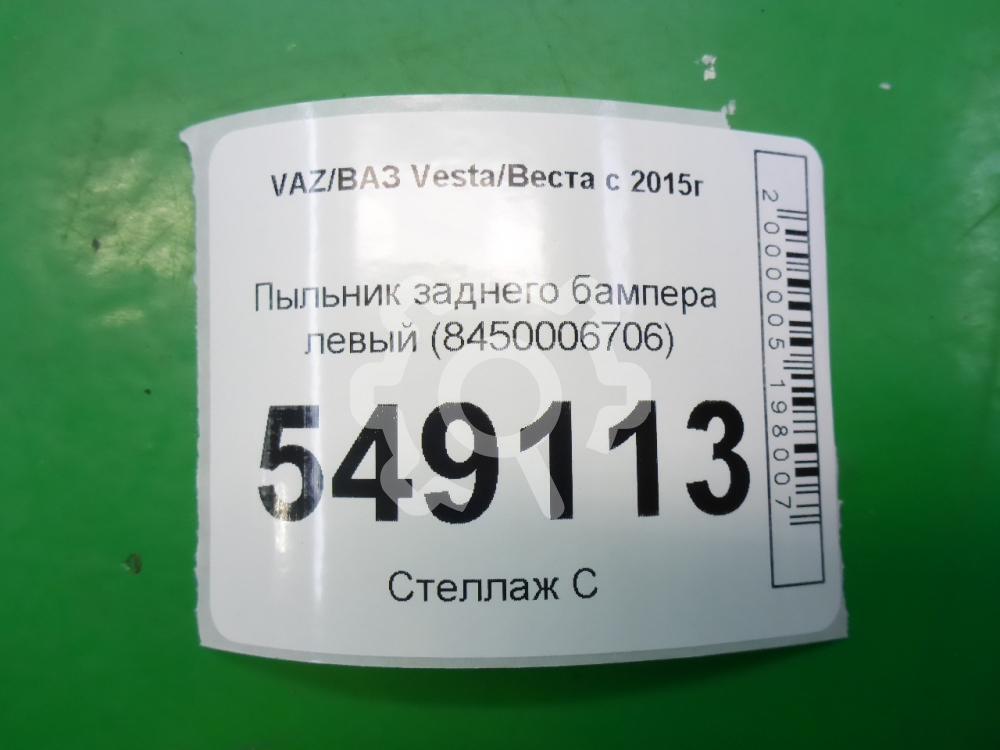 VAZ/ВАЗ Vesta/Веста с 2015г
Пыльник заднего бампера
левый (8450006706)
549113
Стеллаж С
2000005198007